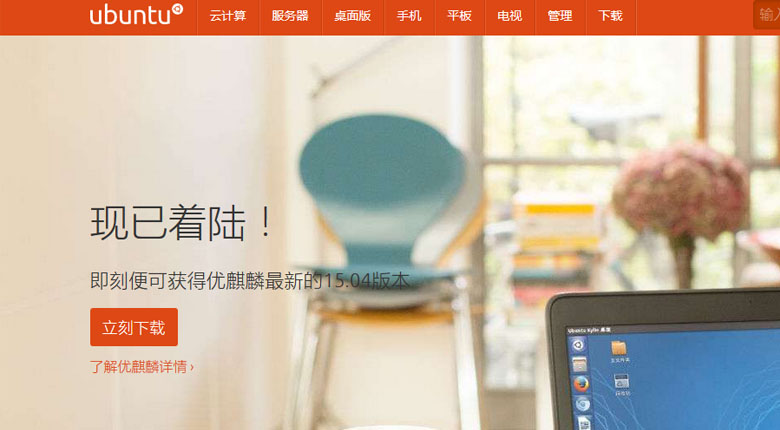 ubuntu
云计算 服务器 桌面版 手机 平板 电视 管理 下载
现已着陆！
即刻便可获得优麒麟最新的15.04版本
立刻下载
了解优麒麟详情 ›
Ubuntu Kylin 桌面